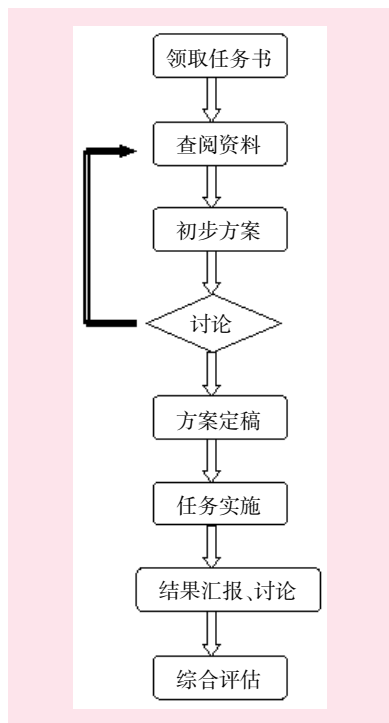 领取任务书
查阅资料
初步方案
讨论
方案定稿
任务实施
结果汇报、讨论
综合评估